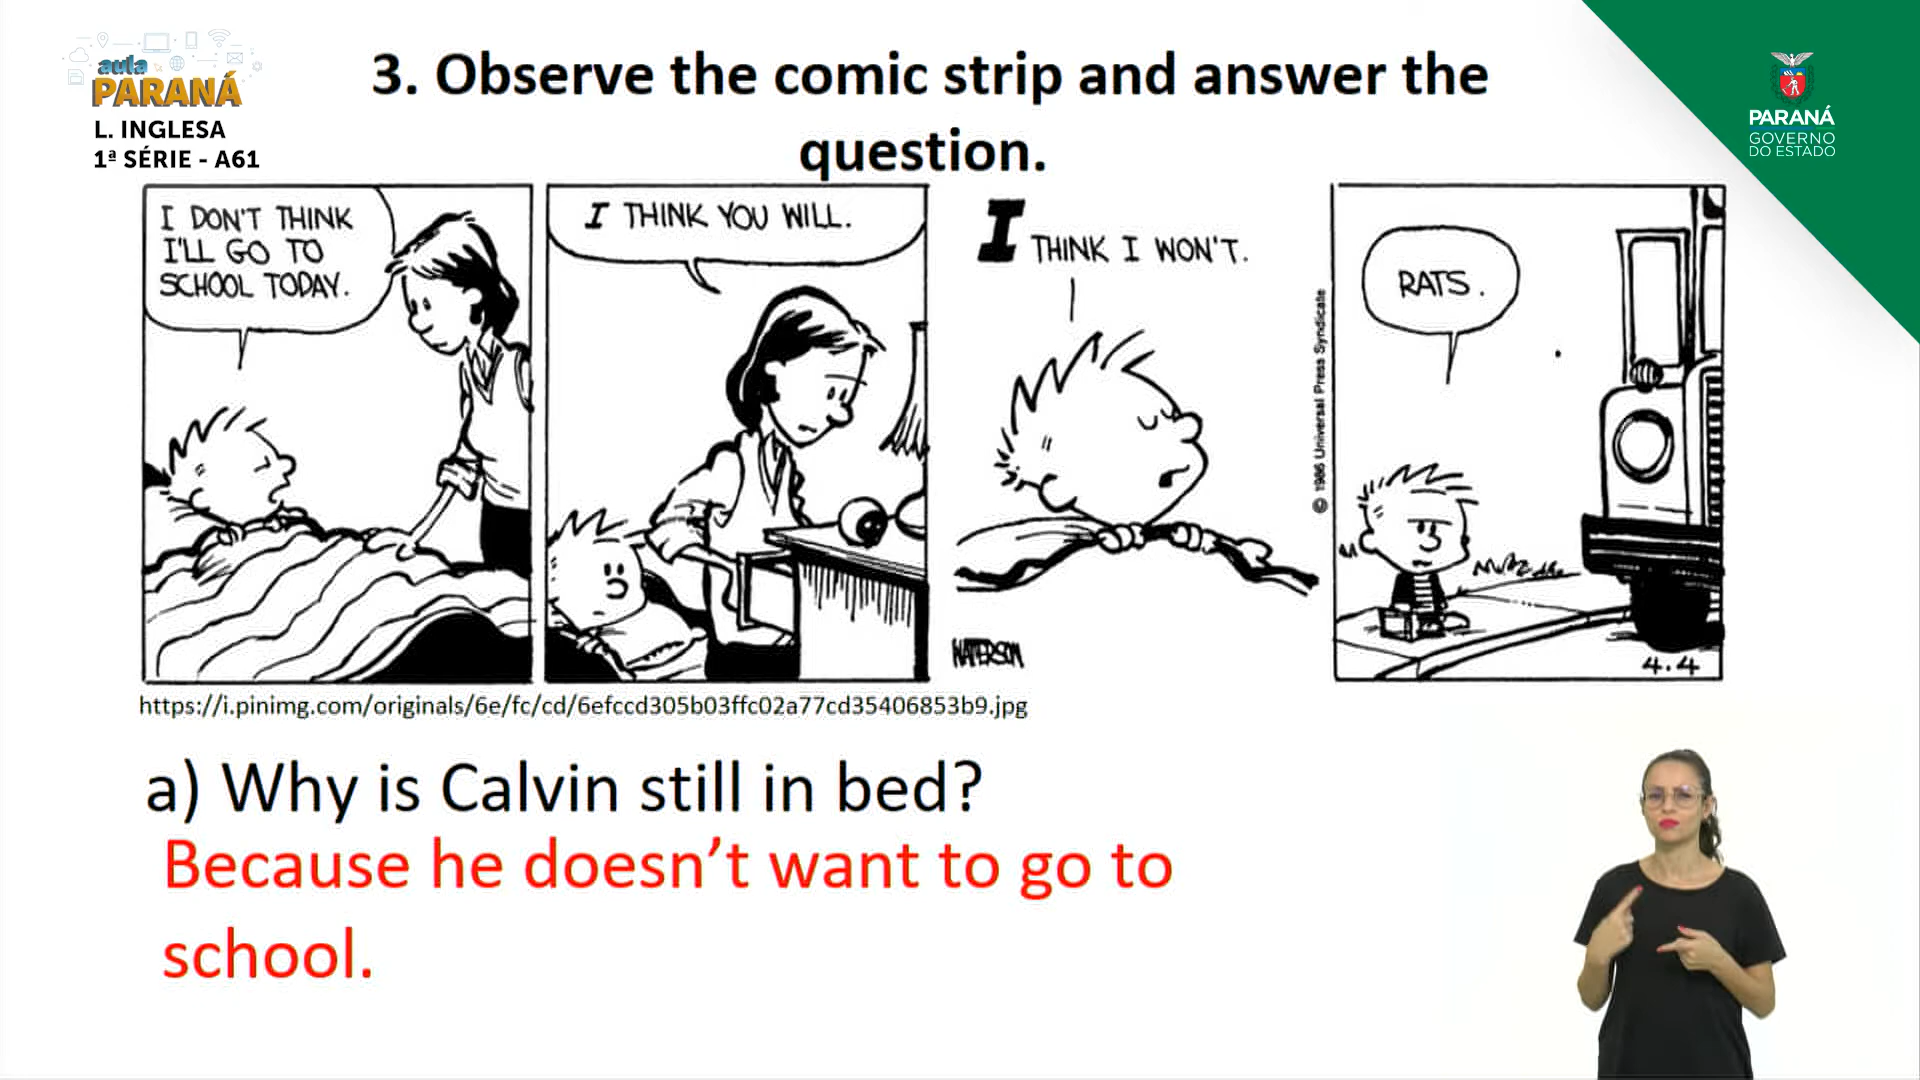 aula
PARANÁ
L. INGLESA
1ª SÉRIE - A61
3. Observe the comic strip and answer the
question.
PARANÁ
GOVERNO
DO ESTADO
I DON'T THINK
I'LL GO TO
SCHOOL TODAY.
I THINK YOU WILL.
I THINK I WON'T.
WATTERSON
© 1986 Universal Press Syndicate
RATS.
4.4
https://i.pinimg.com/originals/6e/fc/cd/6efccd305b03ffc02a77cd35406853b9.jpg
a) Why is Calvin still in bed?
Because he doesn’t want to go to
school.